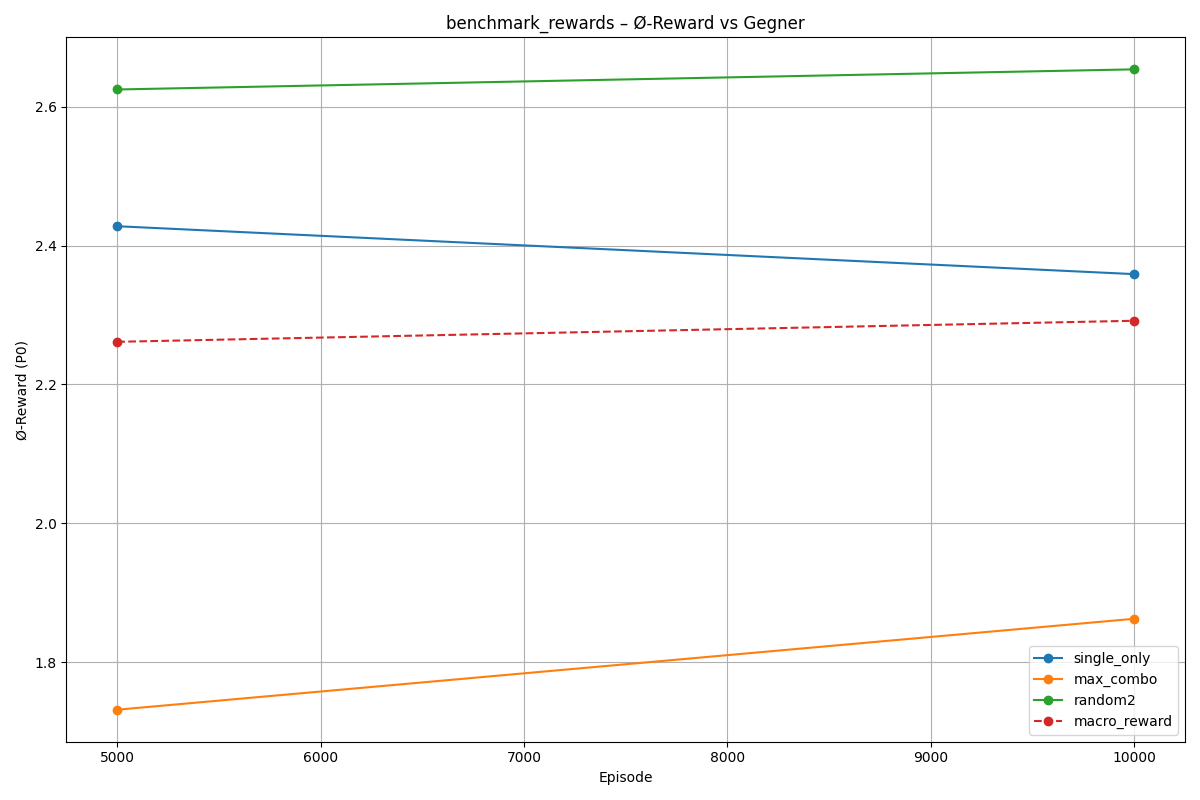 benchmark_rewards – Ø-Reward vs Gegner
Ø-Reward (P0)
2.6
2.4
2.2
2.0
1.8
5000 6000 7000 8000 9000 10000
Episode
single_only
max_combo
random2
macro_reward